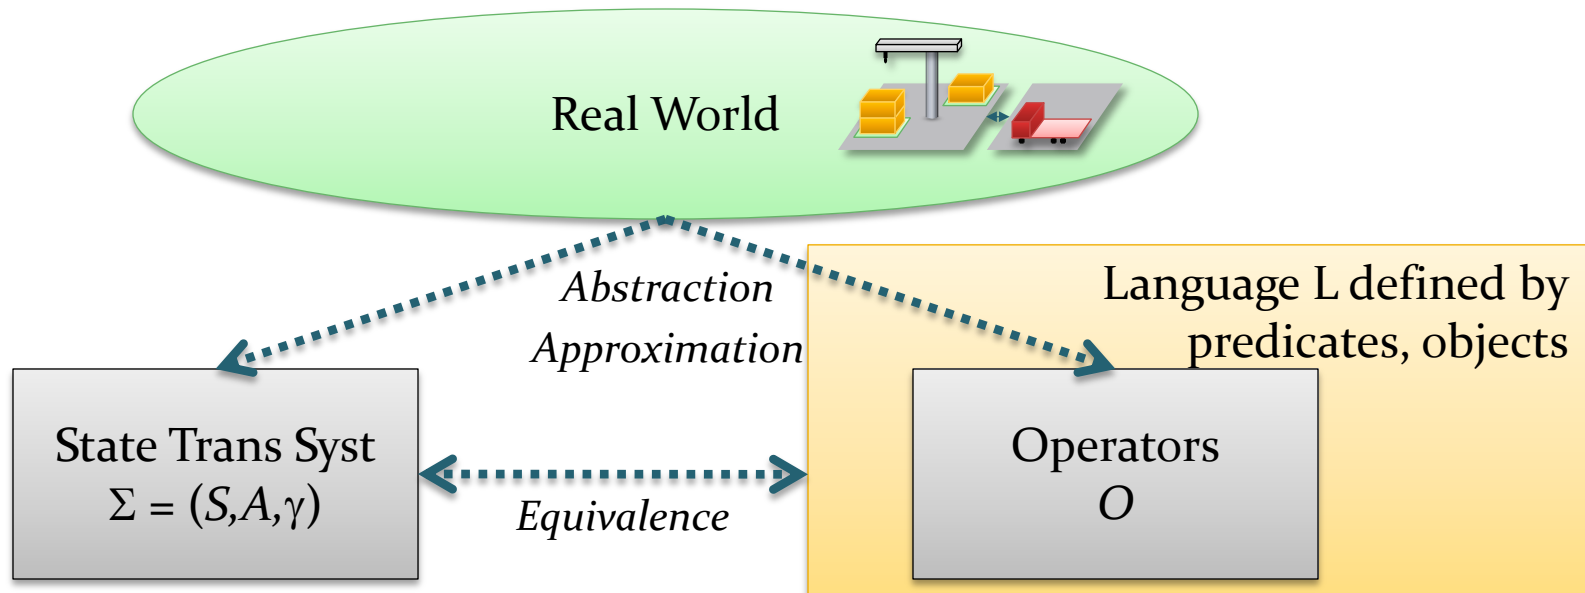 Real World
Abstraction
Approximation
Language L defined by
predicates, objects
State Trans Syst
Σ = (S,A,γ)
Equivalence
Operators
O